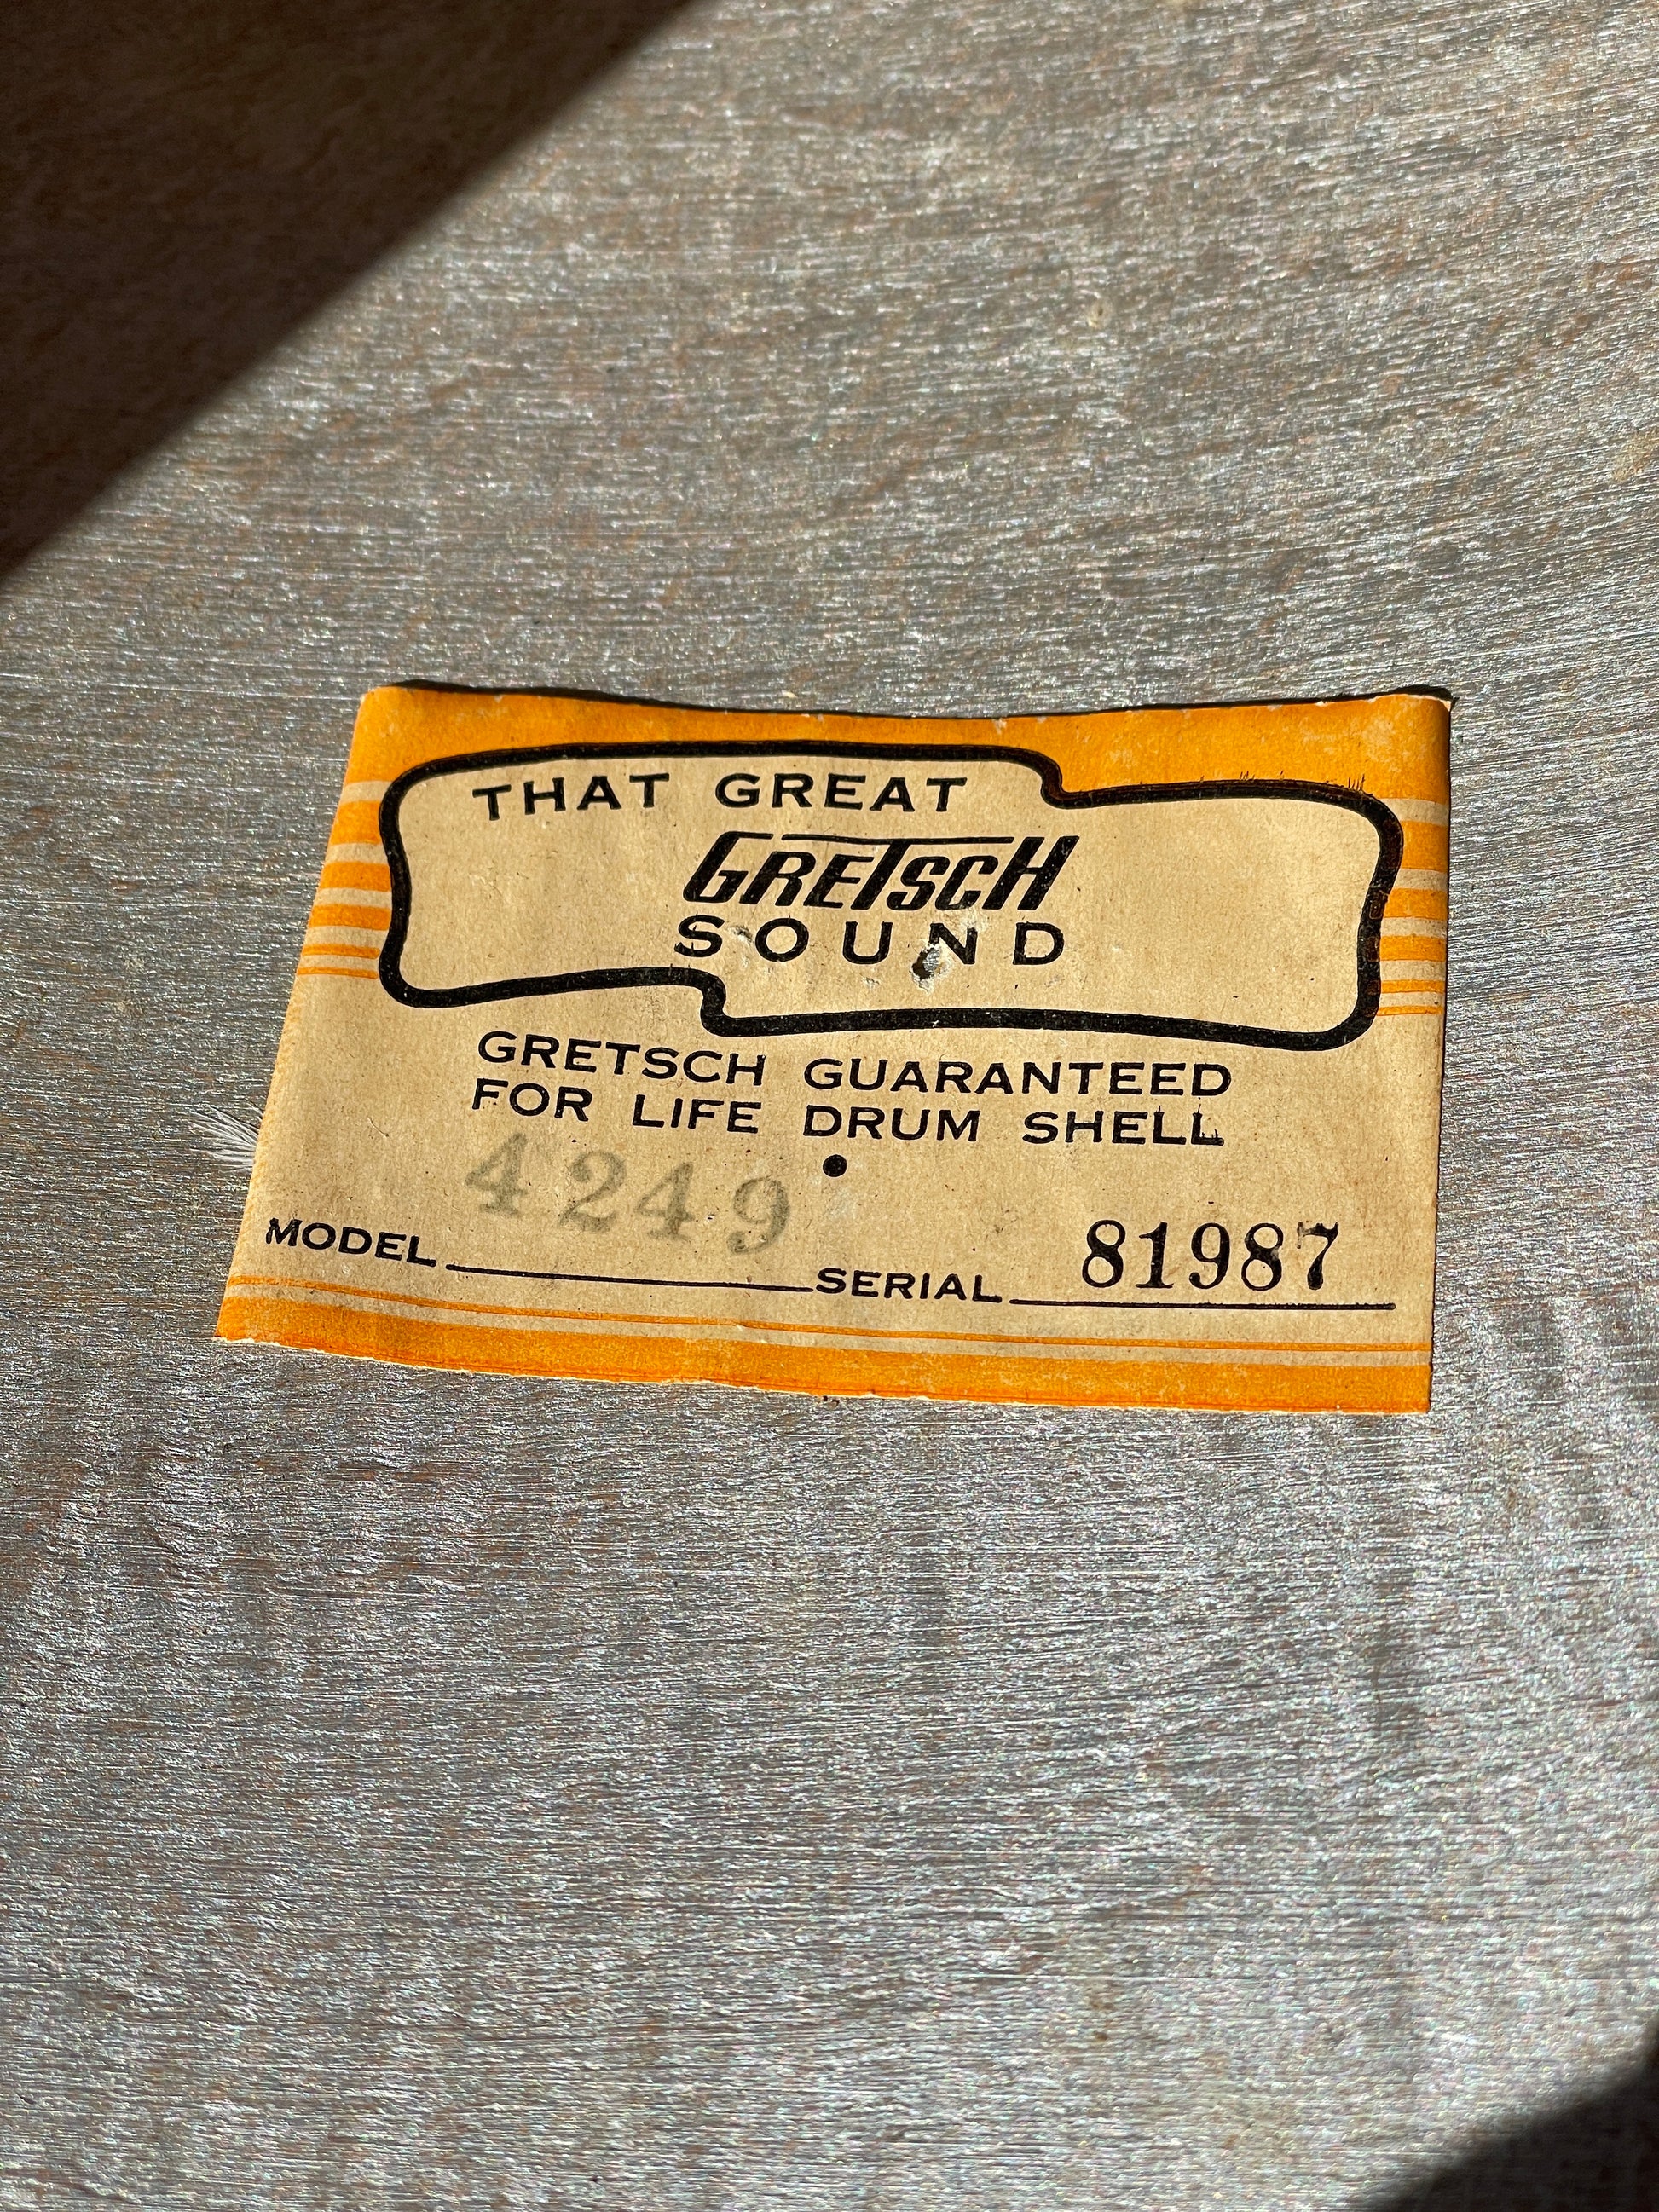 THAT GREAT
GRETSCH
SOUND
GRETSCH GUARANTEED
FOR LIFE DRUM SHELL
•
MODEL 4249 SERIAL 81987